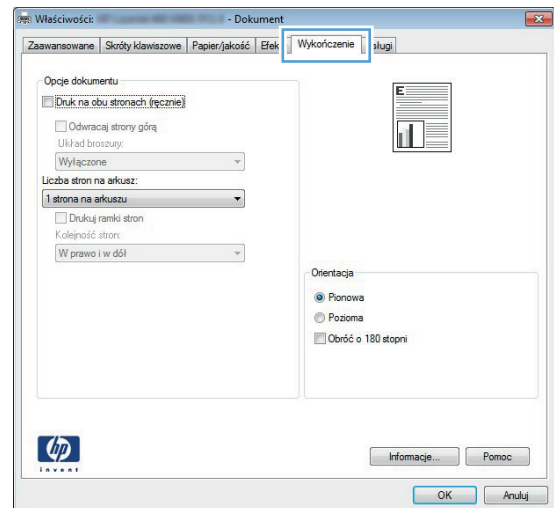 Właściwości: - Dokument
Zaawansowane Skróty klawiszowe Papier/jakość Efek Wykończenie sługi
Opcje dokumentu
Druk na obu stronach (ręcznie)
Odwracaj strony górą
Układ broszury:
Wyłączone
Liczba stron na arkusz:
1 strona na arkuszu
Drukuj ramki stron
Kolejność stron:
W prawo i w dół
E
Orientacja
Pionowa
Pozioma
Obróć o 180 stopni
hp
invent
Informacje... Pomoc
OK Anuluj